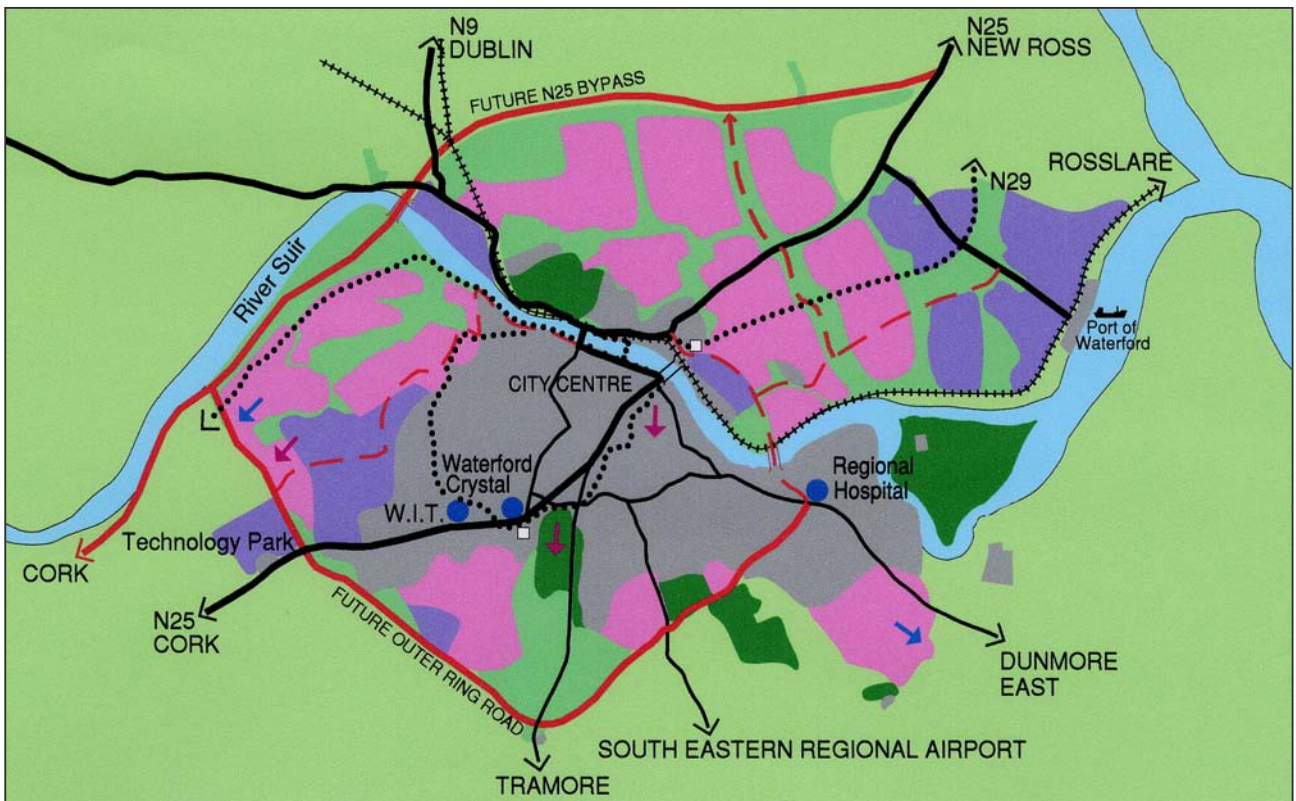 N9
DUBLIN
N25
NEW ROSS
FUTURE N25 BYPASS
ROSSLARE
N29
River Suir
Port of
Waterford
CITY CENTRE
Waterford
Crystal
W.I.T.
Regional
Hospital
Technology Park
CORK
N25
CORK
FUTURE OUTER RING ROAD
DUNMORE
EAST
SOUTH EASTERN REGIONAL AIRPORT
TRAMORE